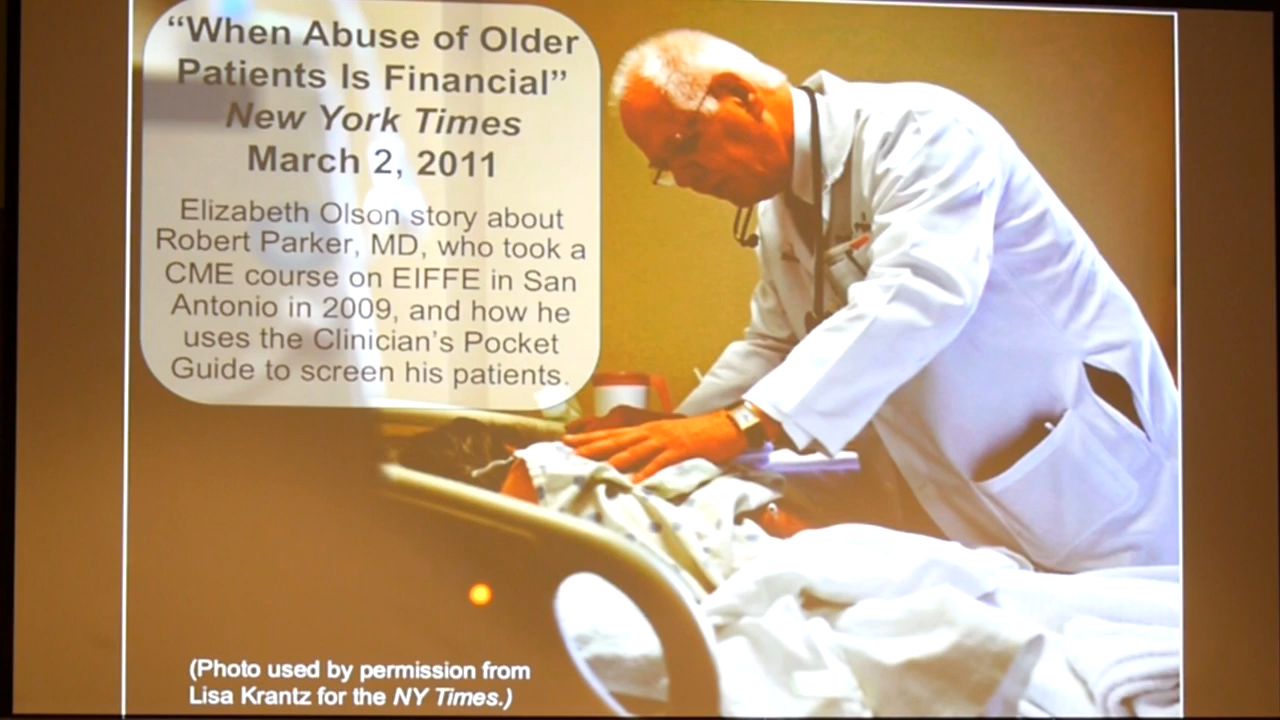 “When Abuse of Older
Patients Is Financial”
New York Times
March 2, 2011
Elizabeth Olson story about
Robert Parker, MD, who took a
CME course on EIFFE in San
Antonio in 2009, and how he
uses the Clinician’s Pocket
Guide to screen his patients.
(Photo used by permission from
Lisa Krantz for the NY Times.)